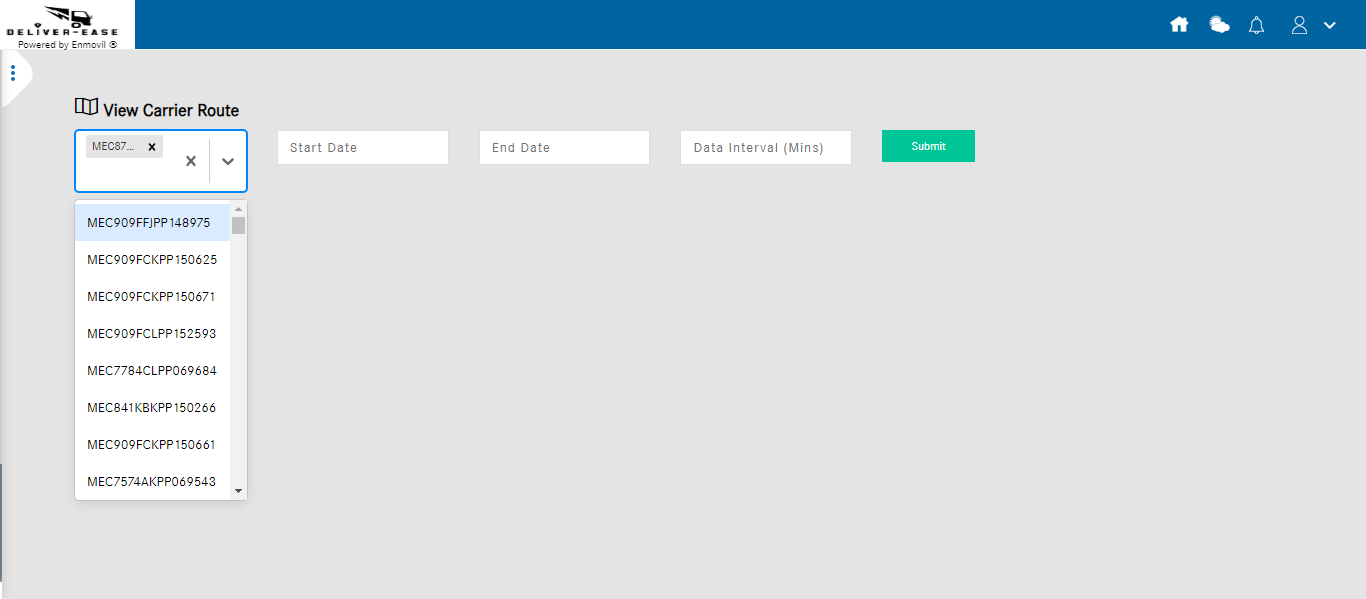 DELIVER-EASE
Powered by Enmovil ®
View Carrier Route
MEC87...
Start Date
End Date
Data Interval (Mins)
Submit
MEC909FFJPP148975
MEC909FCKPP150625
MEC909FCKPP150671
MEC909FCLPP152593
MEC7784CLPP069684
MEC841KBKPP150266
MEC909FCKPP150661
MEC7574AKPP069543